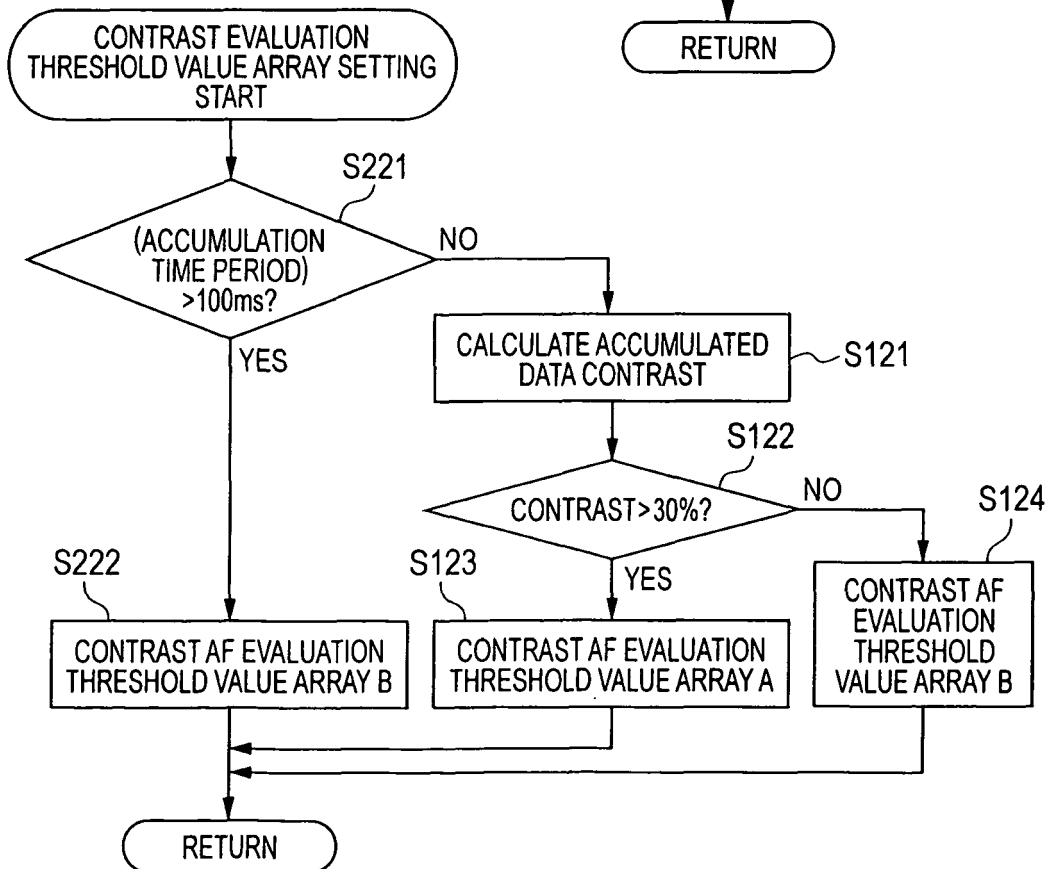 RETURN
CONTRAST EVALUATION
THRESHOLD VALUE ARRAY SETTING
START
S221
(ACCUMULATION
TIME PERIOD)
>100ms?
NO
YES
CALCULATE ACCUMULATED
DATA CONTRAST
S121
S122
CONTRAST>30%?
NO
YES
S124
CONTRAST AF
EVALUATION
THRESHOLD
VALUE ARRAY B
S222
CONTRAST AF EVALUATION
THRESHOLD VALUE ARRAY B
S123
CONTRAST AF EVALUATION
THRESHOLD VALUE ARRAY A
RETURN